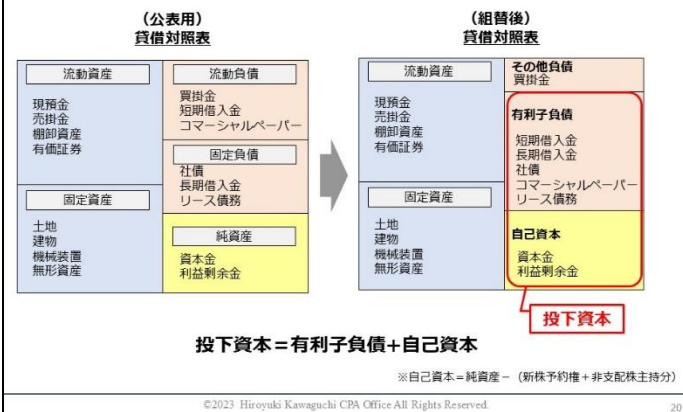 （公表用）
貸借対照表
流動資産
現預金
売掛金
棚卸資産
有価証券
固定資産
土地
建物
機械装置
無形資産
流動負債
買掛金
短期借入金
コマーシャルペーパー
固定負債
社債
長期借入金
リース債務
純資産
資本金
利益剰余金
（組替後）
貸借対照表
流動資産
現預金
売掛金
棚卸資産
有価証券
固定資産
土地
建物
機械装置
無形資産
その他負債
買掛金
有利子負債
短期借入金
長期借入金
社債
コマーシャルペーパー
リース債務
自己資本
資本金
利益剰余金
投下資本
投下資本＝有利子負債＋自己資本
※自己資本＝純資産－（新株予約権＋非支配株主持分）
©2023 Hiroyuki Kawaguchi CPA Office All Rights Reserved.
20